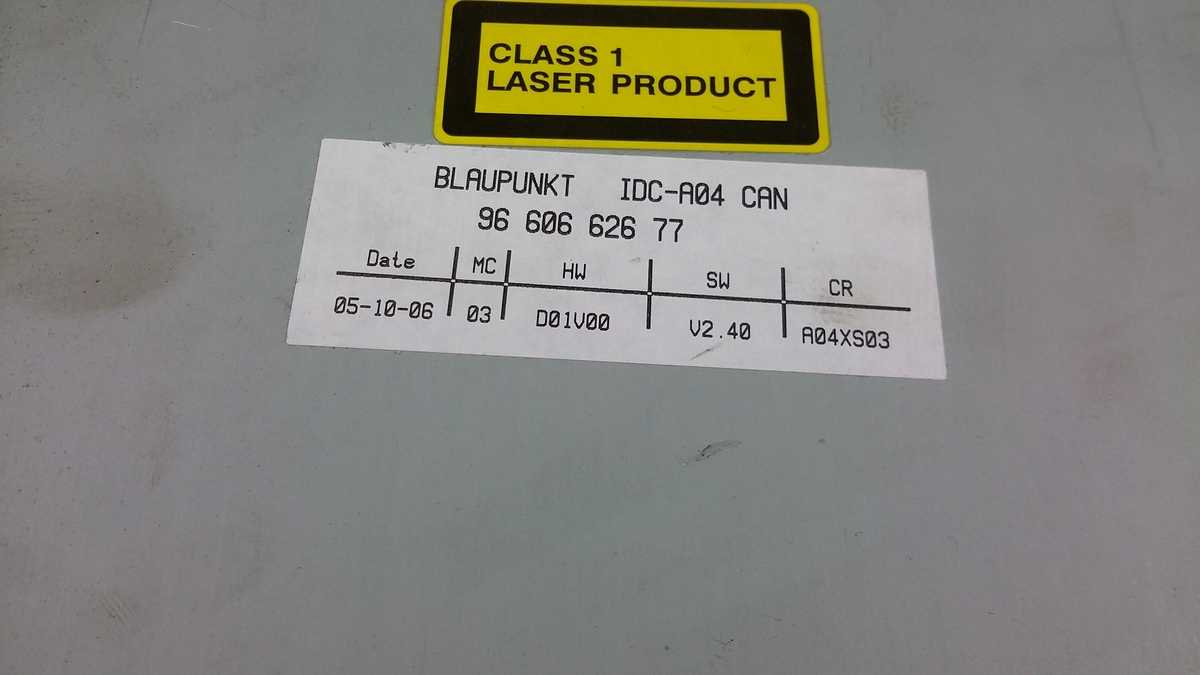 CLASS 1
LASER PRODUCT
BLAUPUNKT IDC-A04 CAN
96 606 626 77
Date MC HW SW CR
05-10-06 03 D01V00 V2.40 A04XS03